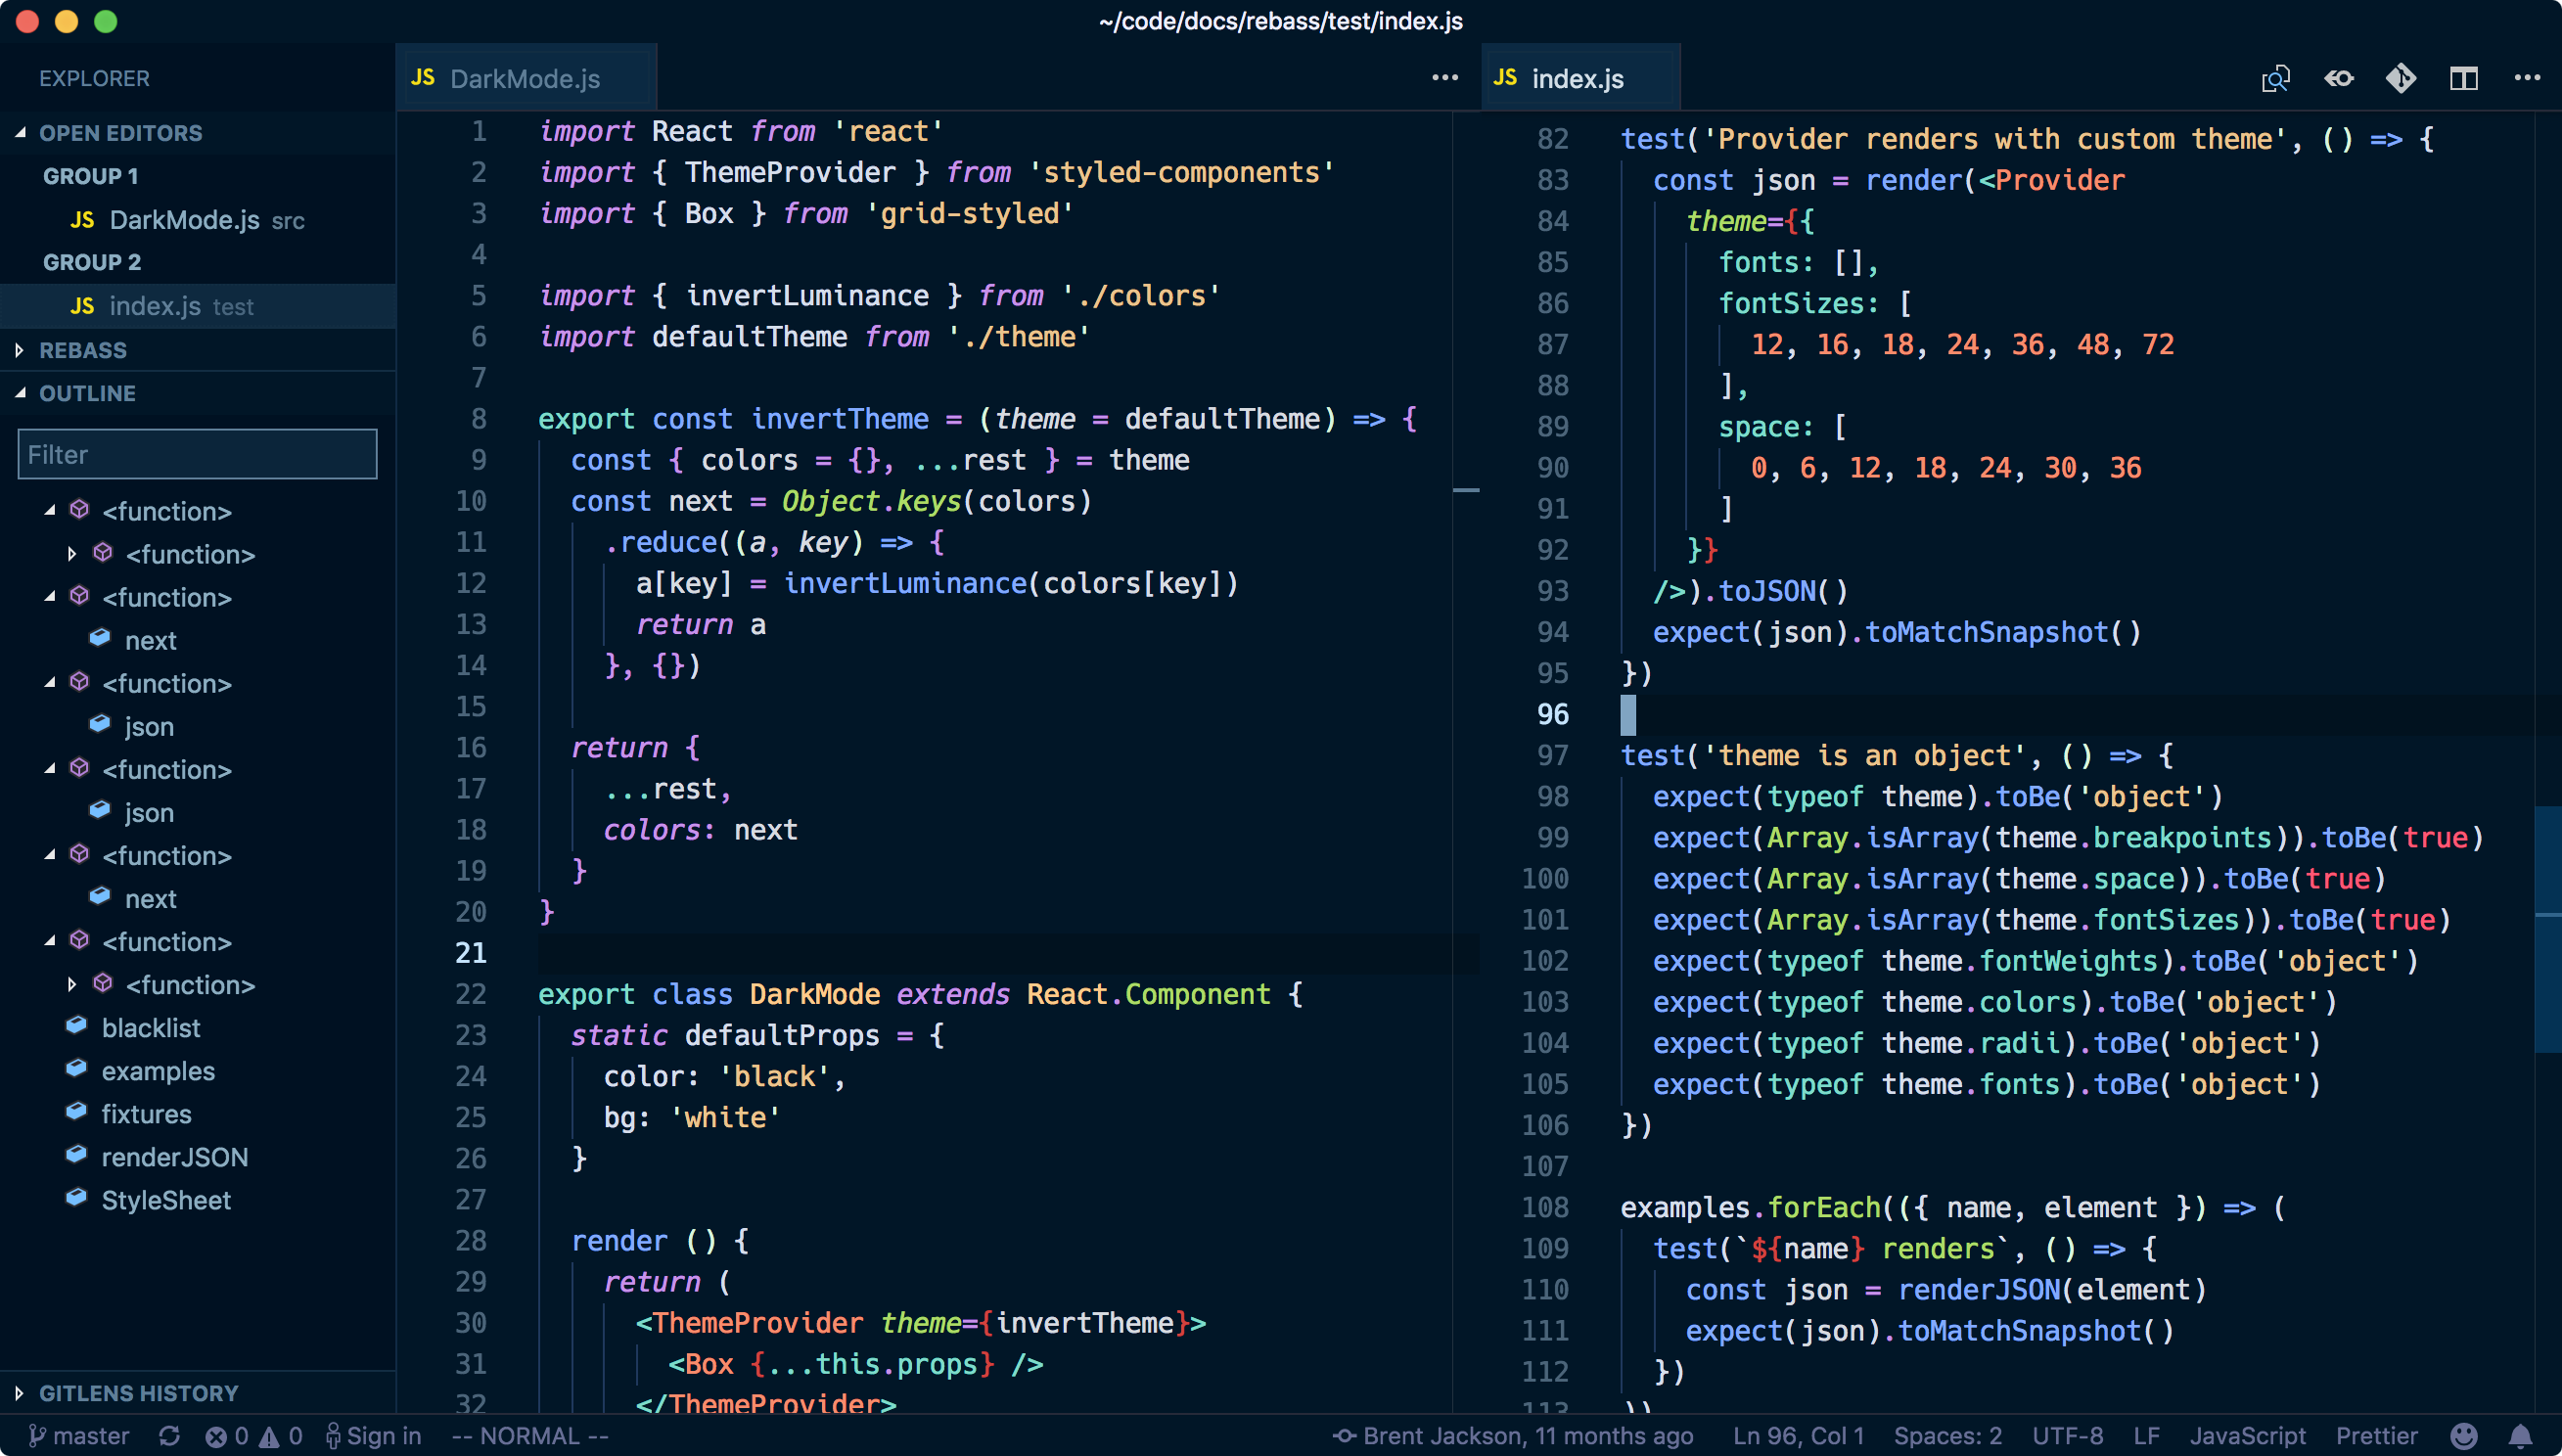 ~/code/docs/rebass/test/index.js
EXPLORER
OPEN EDITORS
GROUP 1
JS DarkMode.js src
GROUP 2
JS index.js test
REBASS
OUTLINE
Filter
<function>
<function>
<function>
next
<function>
json
<function>
json
<function>
next
<function>
<function>
blacklist
examples
fixtures
renderJSON
StyleSheet
GITLENS HISTORY
JS DarkMode.js
1 import React from 'react'
2 import { ThemeProvider } from 'styled-components'
3 import { Box } from 'grid-styled'
4
5 import { invertLuminance } from './colors'
6 import defaultTheme from './theme'
7
8 export const invertTheme = (theme = defaultTheme) => {
9   const { colors = {}, ...rest } = theme
10   const next = Object.keys(colors)
11     .reduce((a, key) => {
12       a[key] = invertLuminance(colors[key])
13       return a
14     }, {})
15
16   return {
17     ...rest,
18     colors: next
19   }
20 }
21
22 export class DarkMode extends React.Component {
23   static defaultProps = {
24     color: 'black',
25     bg: 'white'
26   }
27
28   render () {
29     return (
30       <ThemeProvider theme={invertTheme}>
31         <Box {...this.props} />
32       </ThemeProvider>
JS index.js
82 test('Provider renders with custom theme', () => {
83   const json = render(<Provider
84     theme={{
85       fonts: [],
86       fontSizes: [
87         12, 16, 18, 24, 36, 48, 72
88       ],
89       space: [
90         0, 6, 12, 18, 24, 30, 36
91       ]
92     }}
93   />).toJSON()
94   expect(json).toMatchSnapshot()
95 })
96
97 test('theme is an object', () => {
98   expect(typeof theme).toBe('object')
99   expect(Array.isArray(theme.breakpoints)).toBe(true)
100   expect(Array.isArray(theme.space)).toBe(true)
101   expect(Array.isArray(theme.fontSizes)).toBe(true)
102   expect(typeof theme.fontWeights).toBe('object')
103   expect(typeof theme.colors).toBe('object')
104   expect(typeof theme.radii).toBe('object')
105   expect(typeof theme.fonts).toBe('object')
106 })
107
108 examples.forEach(({ name, element }) => (
109   test(`${name} renders`, () => {
110     const json = renderJSON(element)
111     expect(json).toMatchSnapshot()
112   })
113 ))
master 0 0 Sign in -- NORMAL -- Brent Jackson, 11 months ago Ln 96, Col 1 Spaces: 2 UTF-8 LF JavaScript Prettier